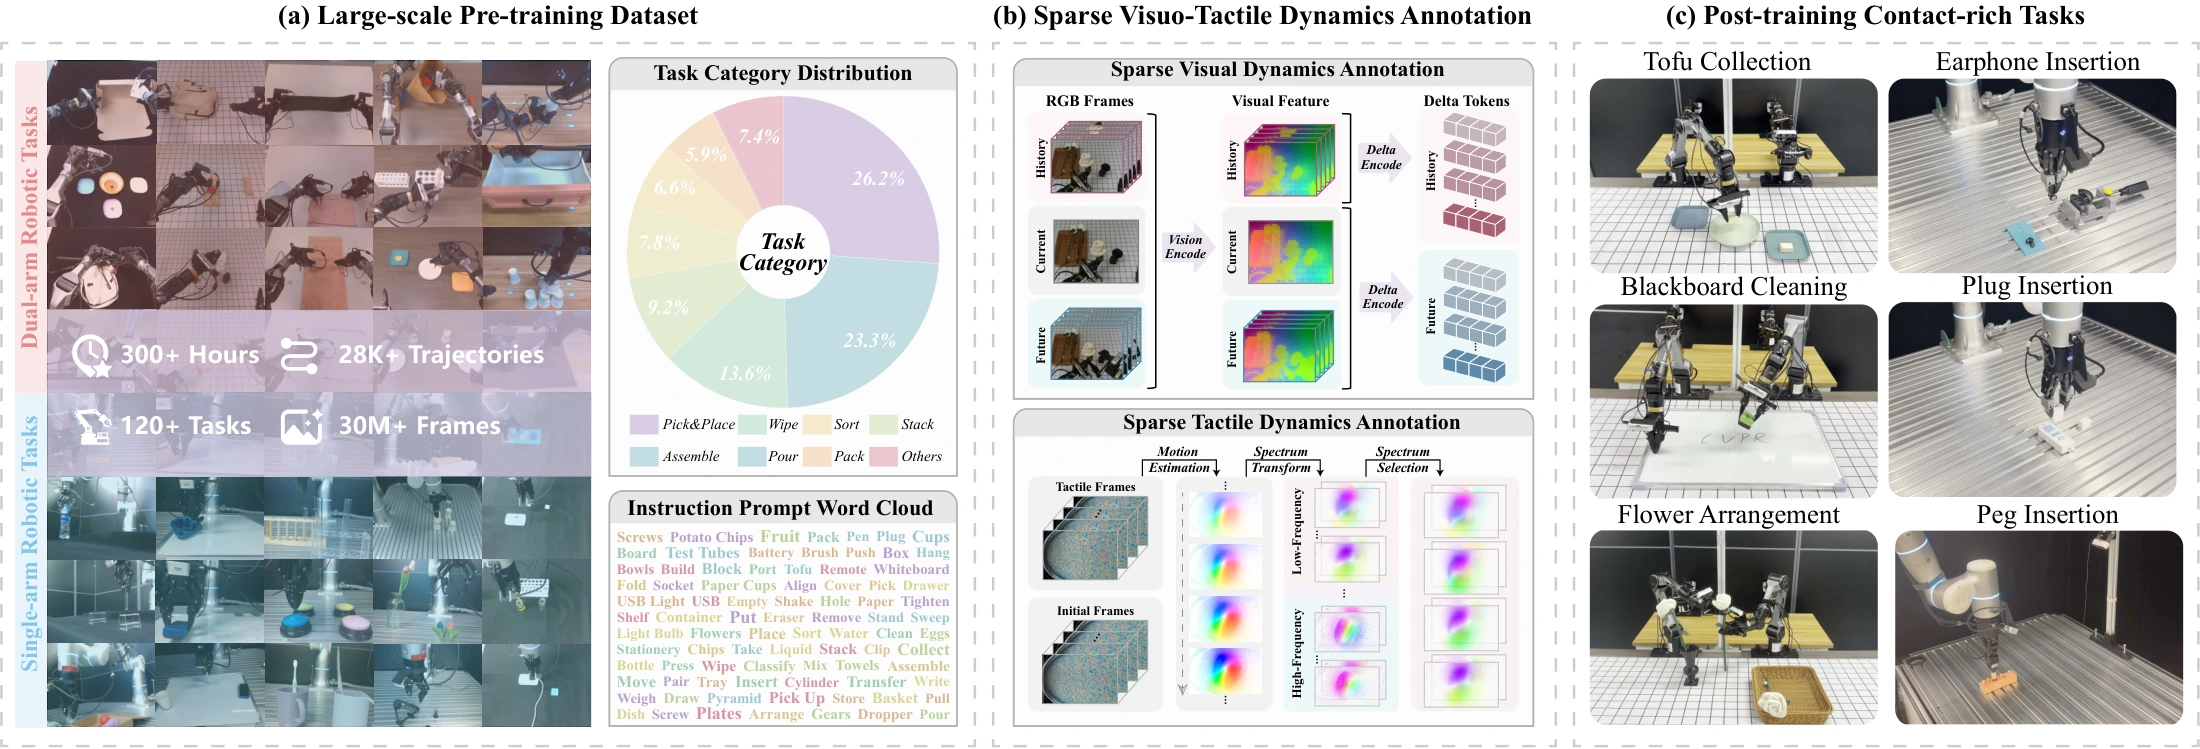 (a) Large-scale Pre-training Dataset
Dual-arm Robotic Tasks
Single-arm Robotic Tasks
300+ Hours
28K+ Trajectories
120+ Tasks
30M+ Frames
Task Category Distribution
7.4%
5.9%
26.2%
6.6%
7.8%
Task
Category
9.2%
23.3%
13.6%
Pick&Place Wipe Sort Stack
Assemble Pour Pack Others
Instruction Prompt Word Cloud
Screws Potato Chips Fruit Pack Pen Plug Cups
Board Test Tubes Battery Brush Push Box Hang
Bowls Build Block Port Tofu Remote Whiteboard
Fold Socket Paper Cups Align Cover Pick Drawer
USB Light USB Empty Shake Hole Paper Tighten
Shelf Container Put Eraser Remove Stand Sweep
Light Bulb Flowers Place Sort Water Clean Eggs
Stationery Chips Take Liquid Stack Clip Collect
Bottle Press Wipe Classify Mix Towels Assemble
Move Pair Tray Insert Cylinder Transfer Write
Weigh Draw Pyramid Pick Up Store Basket Pull
Dish Screw Plates Arrange Gears Dropper Pour
(b) Sparse Visuo-Tactile Dynamics Annotation
Sparse Visual Dynamics Annotation
RGB Frames
Visual Feature
Delta Tokens
History
Current
Future
Vision
Encode
History
Current
Future
Delta
Encode
Delta
Encode
History
Future
Sparse Tactile Dynamics Annotation
Motion
Estimation
Spectrum
Transform
Spectrum
Selection
Tactile Frames
Initial Frames
Low-Frequency
High-Frequency
(c) Post-training Contact-rich Tasks
Tofu Collection
Earphone Insertion
Blackboard Cleaning
Plug Insertion
CVPR
Flower Arrangement
Peg Insertion